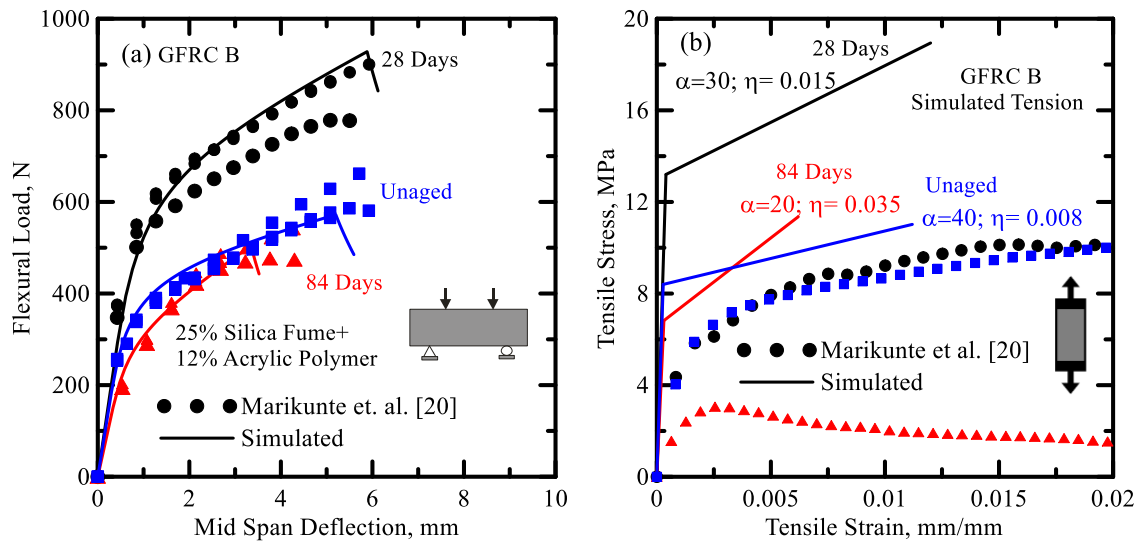 (a) GFRC B
28 Days
Unaged
84 Days
25% Silica Fume+
12% Acrylic Polymer
Marikunte et. al. [20]
Simulated
Flexural Load, N
1000
800
600
400
200
0
0 2 4 6 8 10
Mid Span Deflection, mm
(b)
28 Days
α=30; η= 0.015
GFRC B
Simulated Tension
84 Days
α=20; η= 0.035
Unaged
α=40; η= 0.008
Marikunte et al. [20]
Simulated
Tensile Stress, MPa
20
16
12
8
4
0
0 0.005 0.01 0.015 0.02
Tensile Strain, mm/mm